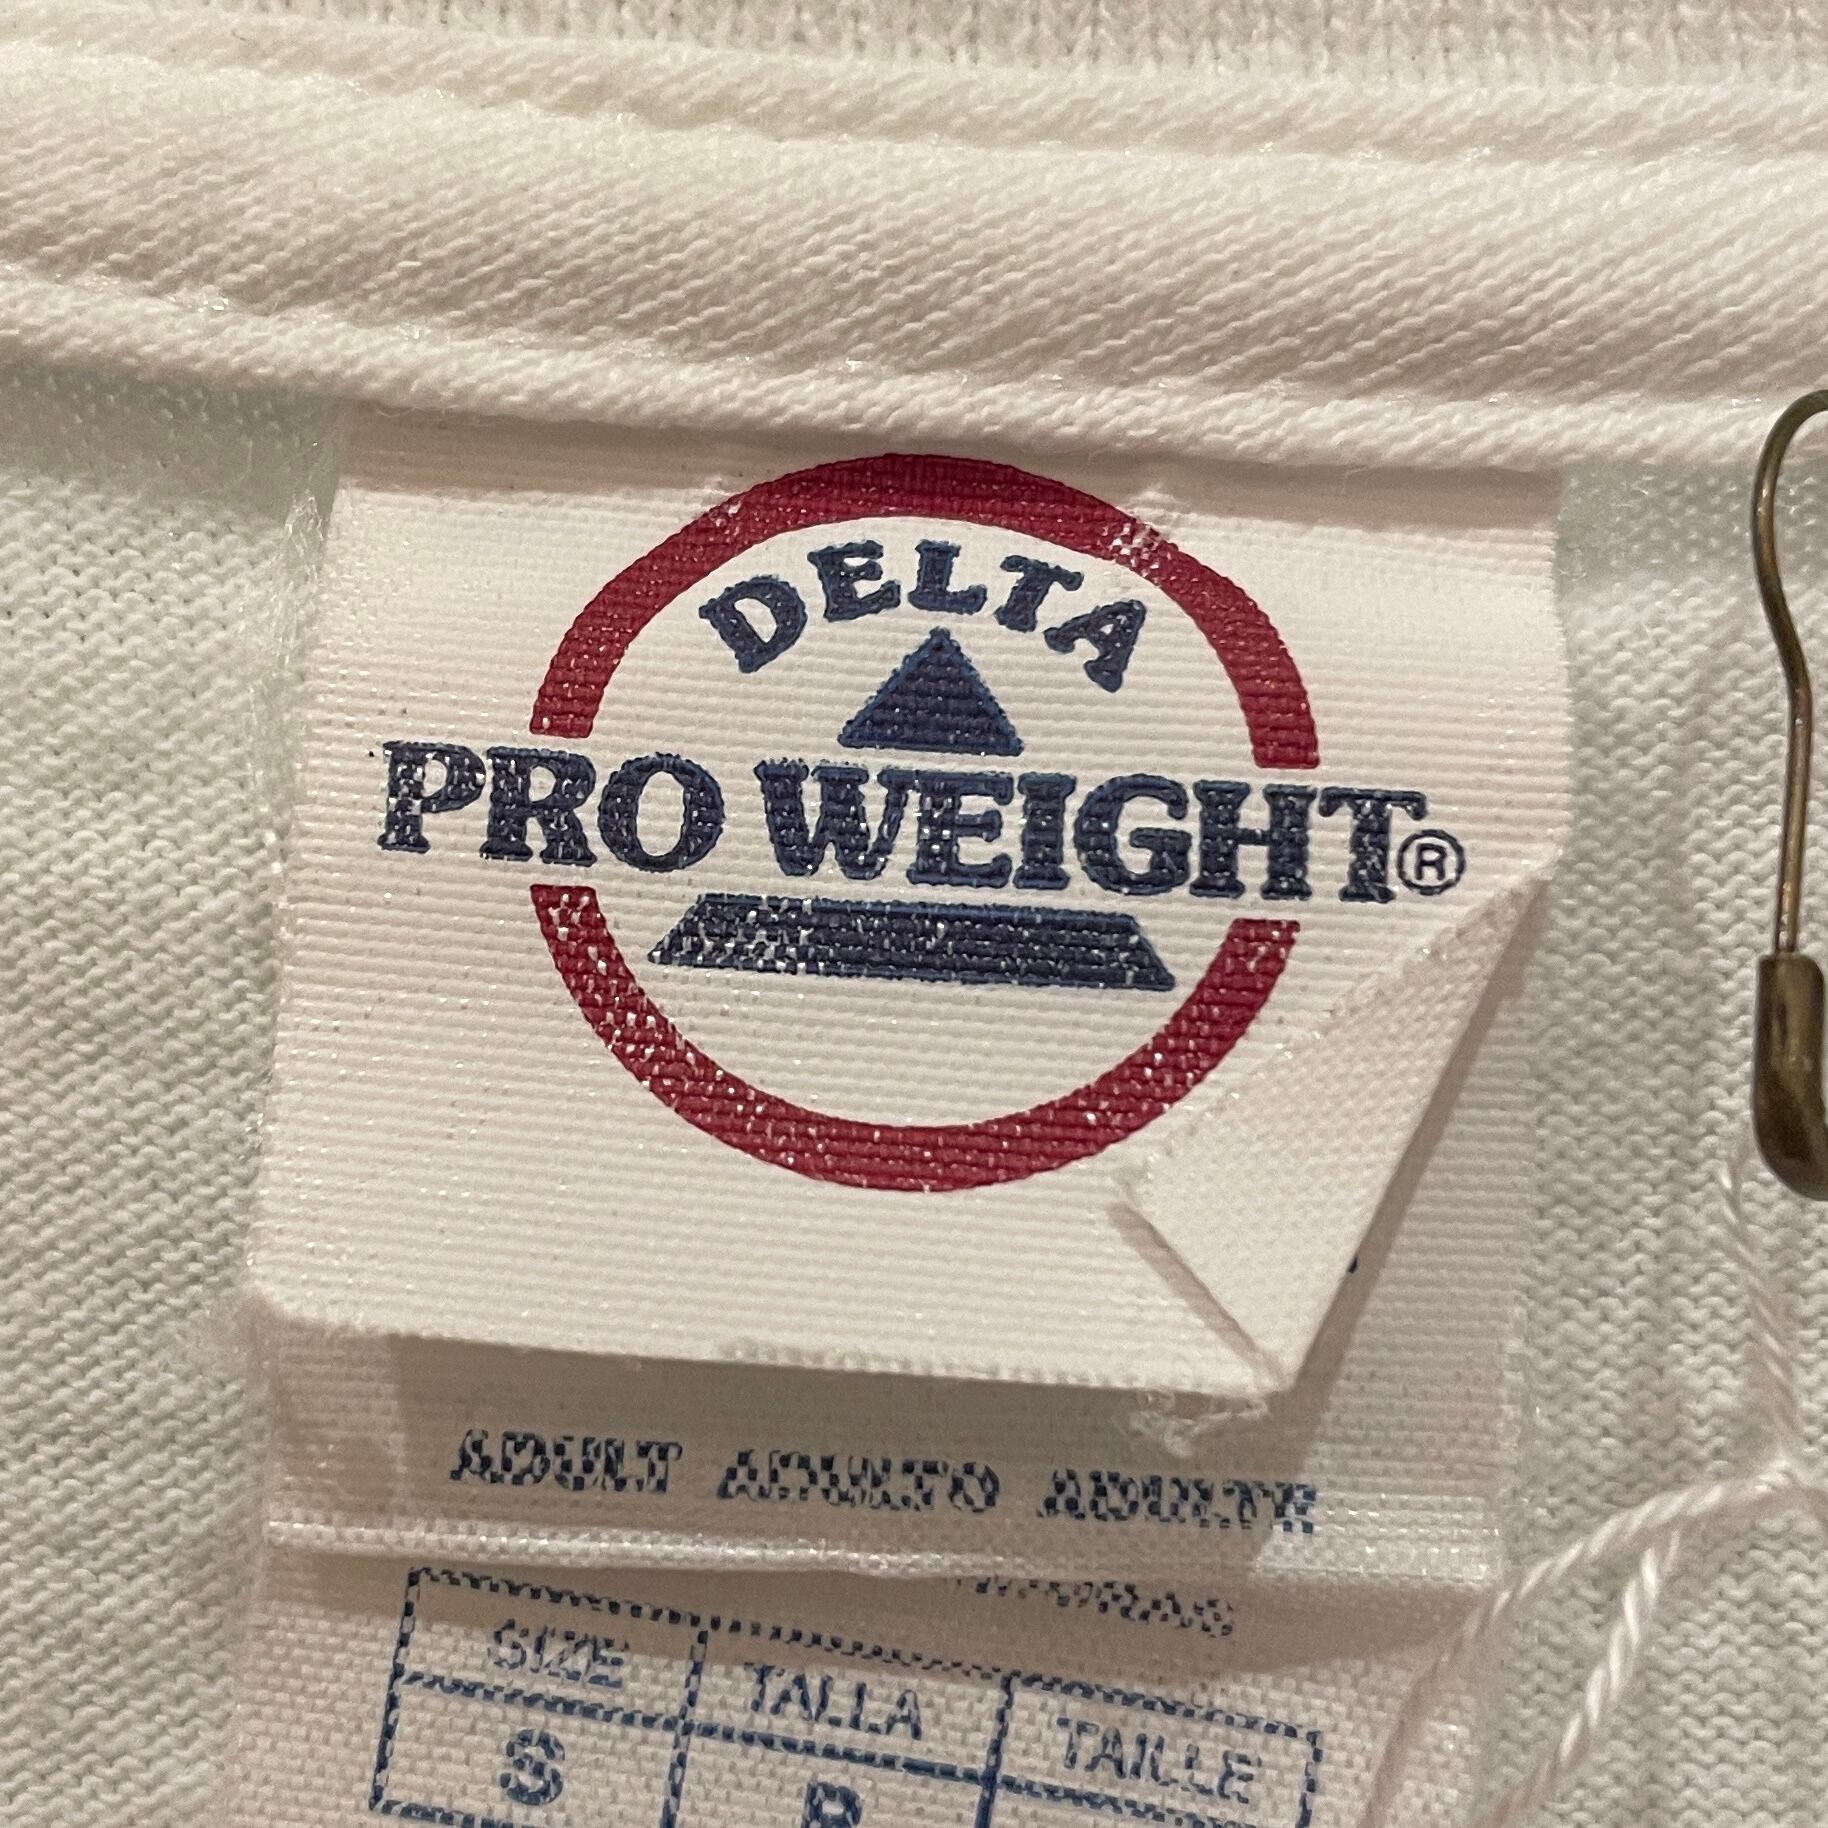 DELTA
PRO WEIGHT®
ADULT ADULTO ADULTE
SIZE TALLA TAILLE
S P